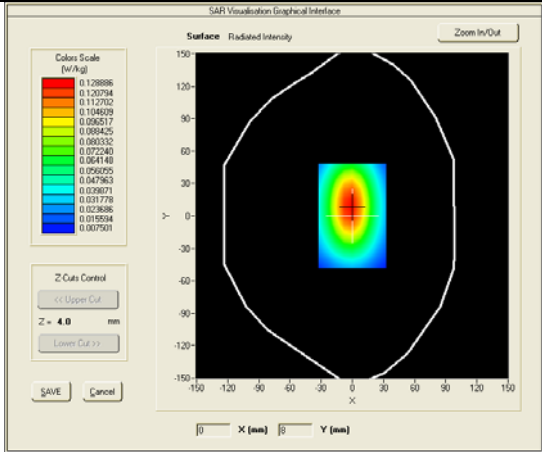 SAR Visualisation Graphical Interface
Surface Radiated Intensity
Zoom In/Out
Colors Scale
(W/kg)
0.128886
0.120794
0.112702
0.104609
0.096517
0.088425
0.080332
0.072240
0.064148
0.056055
0.047963
0.039871
0.031778
0.023686
0.015594
0.007501
150
120
90
60
30
0
-30
-60
-90
-120
-150
Y
-150 -120 -90 -60 -30 0 30 60 90 120 150
X
Z-Cuts Control
<< Upper Cut
Z = 4.0 mm
Lower Cut >>
SAVE Cancel
0 X (mm) 8 Y (mm)